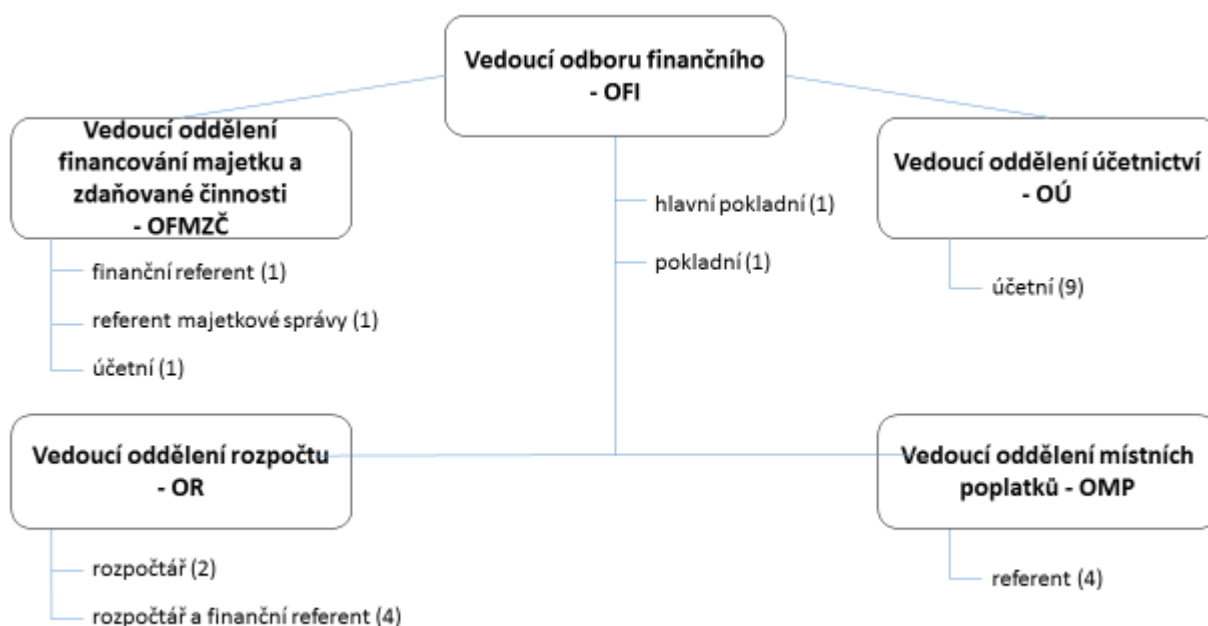 Vedoucí odboru finančního
- OFI
Vedoucí oddělení
financování majetku a
zdaňované činnosti
- OFMZČ
finanční referent (1)
referent majetkové správy (1)
účetní (1)
hlavní pokladní (1)
pokladní (1)
Vedoucí oddělení účetnictví
- OÚ
účetní (9)
Vedoucí oddělení rozpočtu
- OR
rozpočtář (2)
rozpočtář a finanční referent (4)
Vedoucí oddělení místních
poplatků - OMP
referent (4)